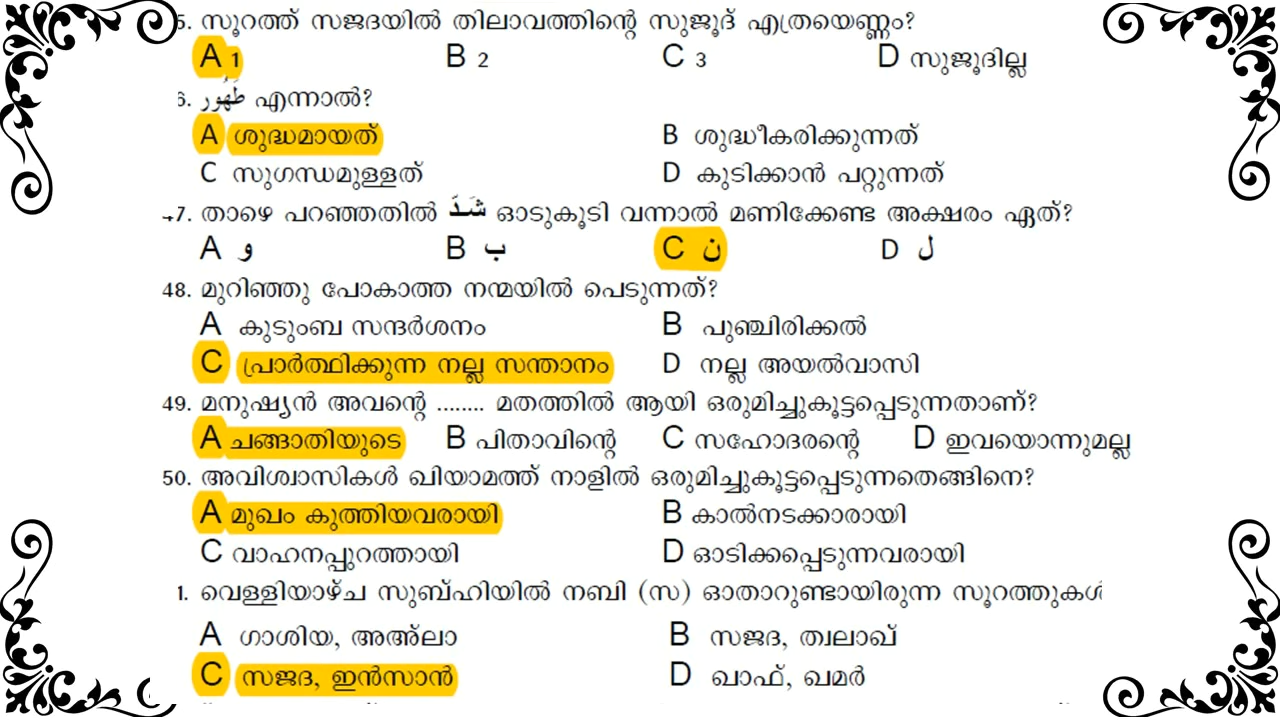 5. സൂറത്ത് സജദയിൽ തിലാവത്തിന്റെ സുജൂദ് എത്രയെണ്ണം?
A 1 B 2 C 3 D സുജൂദില്ല
6. طَهُور എന്നാൽ?
A ശുദ്ധമായത് B ശുദ്ധീകരിക്കുന്നത്
C സുഗന്ധമുള്ളത് D കുടിക്കാൻ പറ്റുന്നത്
47. താഴെ പറഞ്ഞതിൽ شَدّ ഓടുകൂടി വന്നാൽ മണിക്കേണ്ട അക്ഷരം ഏത്?
A و B ب C ن D ل
48. മുറിഞ്ഞു പോകാത്ത നന്മയിൽ പെടുന്നത്?
A കുടുംബ സന്ദർശനം B പുഞ്ചിരിക്കൽ
C പ്രാർത്ഥിക്കുന്ന നല്ല സന്താനം D നല്ല അയൽവാസി
49. മനുഷ്യൻ അവന്റെ ........ മതത്തിൽ ആയി ഒരുമിച്ചുകൂട്ടപ്പെടുന്നതാണ്?
A ചങ്ങാതിയുടെ B പിതാവിന്റെ C സഹോദരന്റെ D ഇവയൊന്നുമല്ല
50. അവിശ്വാസികൾ ഖിയാമത്ത് നാളിൽ ഒരുമിച്ചുകൂട്ടപ്പെടുന്നതെങ്ങിനെ?
A മുഖം കുത്തിയവരായി B കാൽനടക്കാരായി
C വാഹനപ്പുറത്തായി D ഓടിക്കപ്പെടുന്നവരായി
1. വെള്ളിയാഴ്ച സുബ്ഹിയിൽ നബി (സ) ഓതാറുണ്ടായിരുന്ന സൂറത്തുകൾ
A ഗാശിയ, അഅ്ലാ B സജദ, ത്വലാഖ്
C സജദ, ഇൻസാൻ D ഖാഫ്, ഖമർ